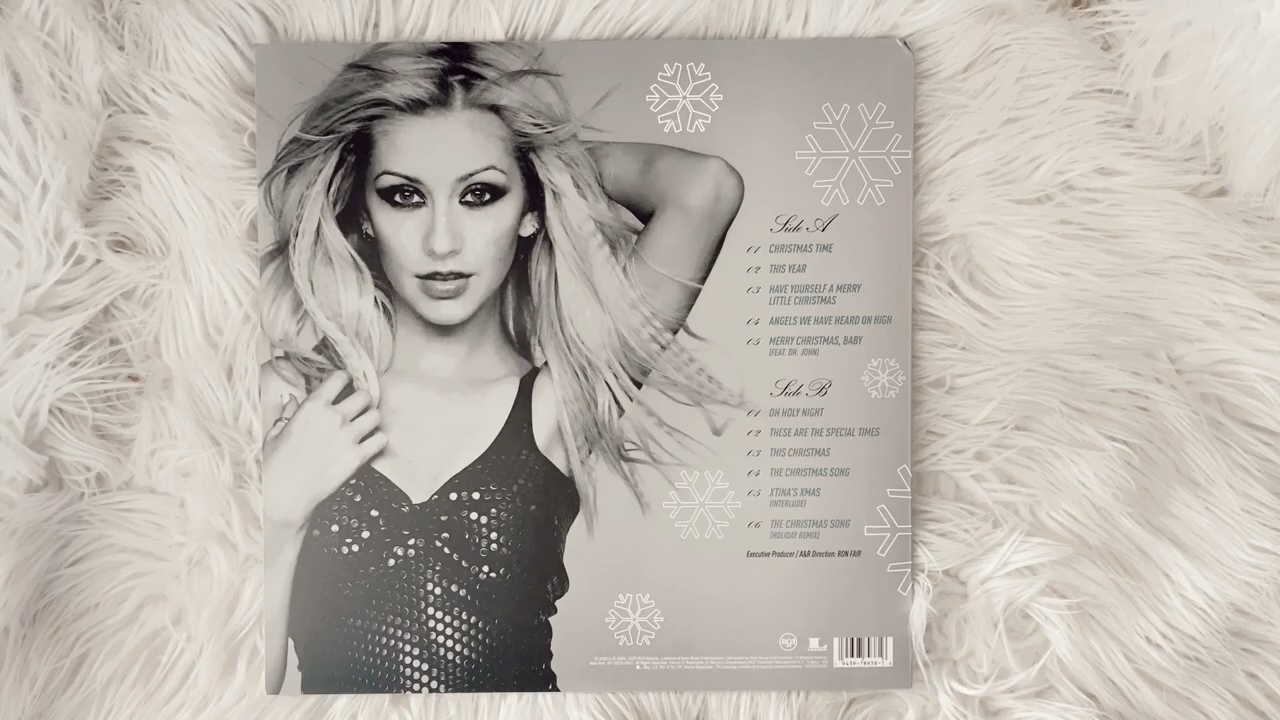 Side A
01 CHRISTMAS TIME
02 THIS YEAR
03 HAVE YOURSELF A MERRY
LITTLE CHRISTMAS
04 ANGELS WE HAVE HEARD ON HIGH
05 MERRY CHRISTMAS, BABY
(FEAT. DR. JOHN)
Side B
01 OH HOLY NIGHT
02 THESE ARE THE SPECIAL TIMES
03 THIS CHRISTMAS
04 THE CHRISTMAS SONG
05 XTINA'S XMAS
(INTERLUDE)
06 THE CHRISTMAS SONG
(HOLIDAY REMIX)
Executive Producer / A&R Direction: RON FAIR
RCA